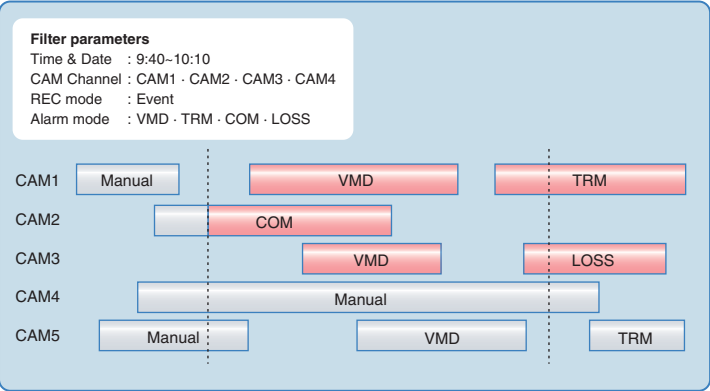 Filter parameters
Time & Date : 9:40~10:10
CAM Channel : CAM1 · CAM2 · CAM3 · CAM4
REC mode : Event
Alarm mode : VMD · TRM · COM · LOSS
CAM1 Manual VMD TRM
CAM2 COM
CAM3 VMD LOSS
CAM4 Manual
CAM5 Manual VMD TRM